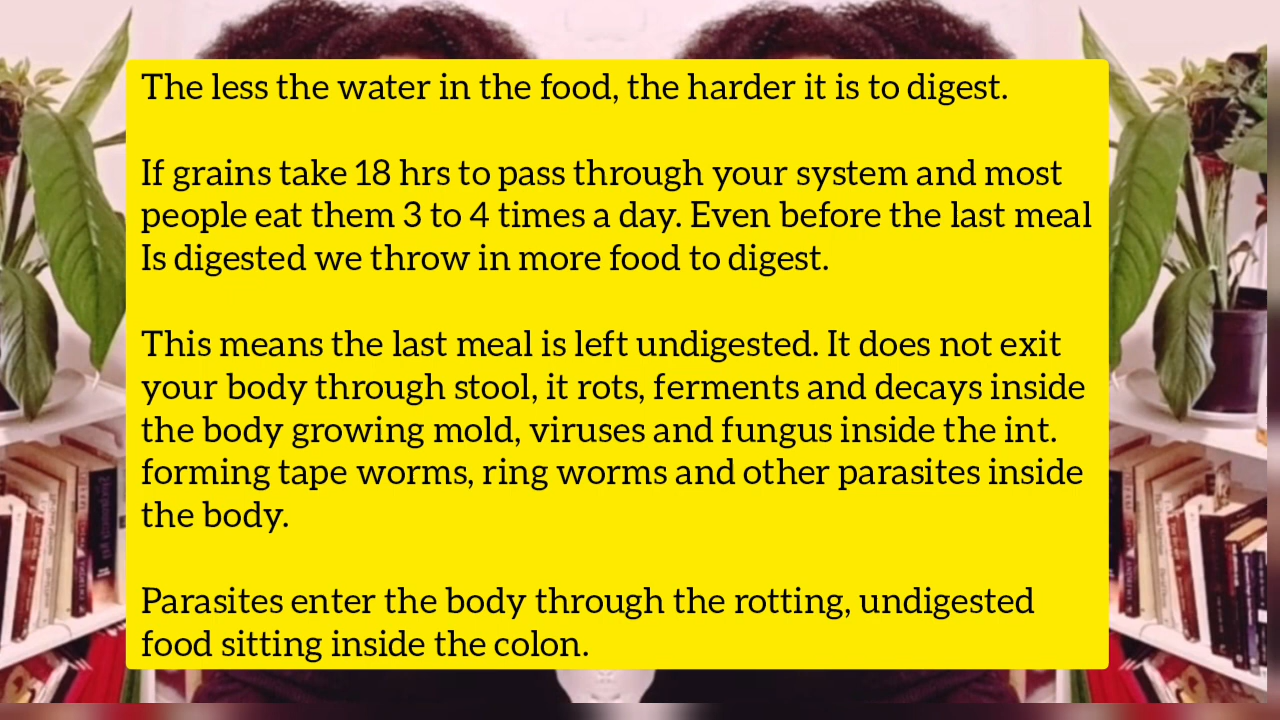 The less the water in the food, the harder it is to digest.
If grains take 18 hrs to pass through your system and most
people eat them 3 to 4 times a day. Even before the last meal
Is digested we throw in more food to digest.
This means the last meal is left undigested. It does not exit
your body through stool, it rots, ferments and decays inside
the body growing mold, viruses and fungus inside the int.
forming tape worms, ring worms and other parasites inside
the body.
Parasites enter the body through the rotting, undigested
food sitting inside the colon.